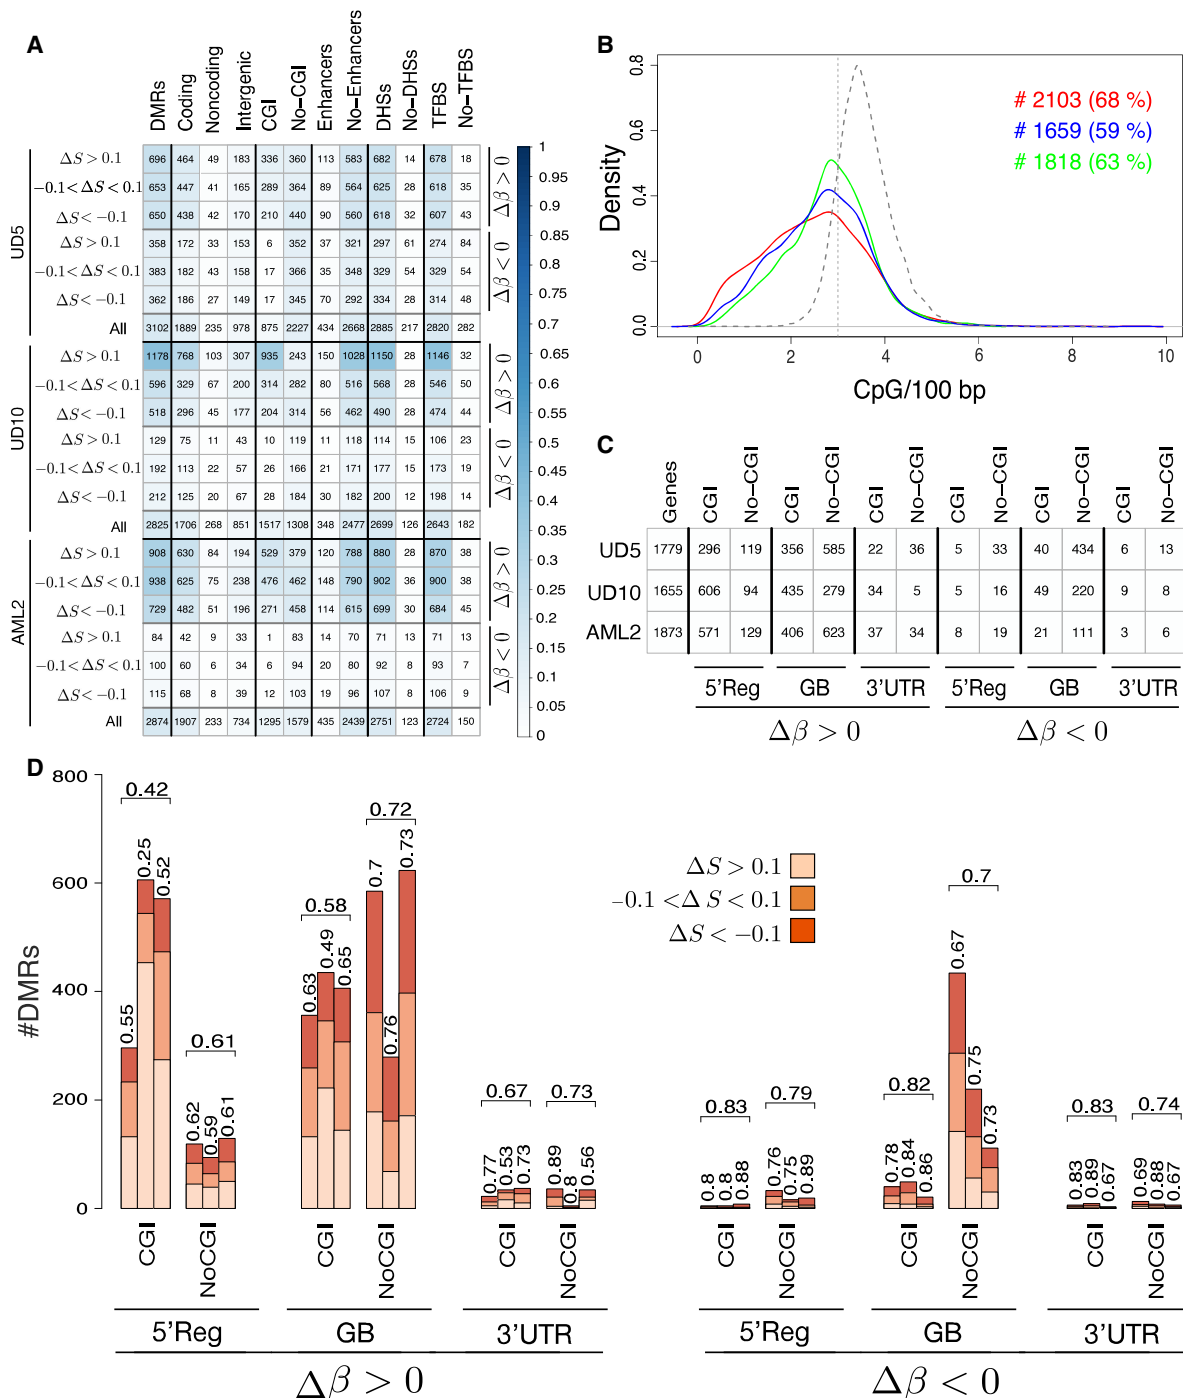 A
DMRs Coding Noncoding Intergenic CGI No−CGI Enhancers No−Enhancers DHSs No−DHSs TFBS No−TFBS
UD5
ΔS > 0.1 696 464 49 183 336 360 113 583 682 14 678 18
−0.1 < ΔS < 0.1 653 447 41 165 289 364 89 564 625 28 618 35
ΔS < −0.1 650 438 42 170 210 440 90 560 618 32 607 43
Δβ > 0
ΔS > 0.1 358 172 33 153 6 352 37 321 297 61 274 84
−0.1 < ΔS < 0.1 383 182 43 158 17 366 35 348 329 54 329 54
ΔS < −0.1 362 186 27 149 17 345 70 292 334 28 314 48
Δβ < 0
All 3102 1889 235 978 875 2227 434 2668 2885 217 2820 282
UD10
ΔS > 0.1 1178 768 103 307 935 243 150 1028 1150 28 1146 32
−0.1 < ΔS < 0.1 596 329 67 200 314 282 80 516 568 28 546 50
ΔS < −0.1 518 296 45 177 204 314 56 462 490 28 474 44
Δβ > 0
ΔS > 0.1 129 75 11 43 10 119 11 118 114 15 106 23
−0.1 < ΔS < 0.1 192 113 22 57 26 166 21 171 177 15 173 19
ΔS < −0.1 212 125 20 67 28 184 30 182 200 12 198 14
Δβ < 0
All 2825 1706 268 851 1517 1308 348 2477 2699 126 2643 182
AML2
ΔS > 0.1 908 630 84 194 529 379 120 788 880 28 870 38
−0.1 < ΔS < 0.1 938 625 75 238 476 462 148 790 902 36 900 38
ΔS < −0.1 729 482 51 196 271 458 114 615 699 30 684 45
Δβ > 0
ΔS > 0.1 84 42 9 33 1 83 14 70 71 13 71 13
−0.1 < ΔS < 0.1 100 60 6 34 6 94 20 80 92 8 93 7
ΔS < −0.1 115 68 8 39 12 103 19 96 107 8 106 9
Δβ < 0
All 2874 1907 233 734 1295 1579 435 2439 2751 123 2724 150
1
0.95
0.9
0.85
0.8
0.75
0.7
0.65
0.6
0.55
0.5
0.45
0.4
0.35
0.3
0.25
0.2
0.15
0.1
0.05
0
B
Density
0.8
0.6
0.4
0.2
0.0
# 2103 (68 %)
# 1659 (59 %)
# 1818 (63 %)
0 2 4 6 8 10
CpG/100 bp
C
Genes CGI No−CGI CGI No−CGI CGI No−CGI CGI No−CGI CGI No−CGI CGI No−CGI
UD5 1779 296 119 356 585 22 36 5 33 40 434 6 13
UD10 1655 606 94 435 279 34 5 5 16 49 220 9 8
AML2 1873 571 129 406 623 37 34 8 19 21 111 3 6
5'Reg GB 3'UTR 5'Reg GB 3'UTR
Δβ > 0 Δβ < 0
D
#DMRs
800
600
400
200
0
ΔS > 0.1
−0.1 < Δ S < 0.1
ΔS < −0.1
0.42
0.55 0.25 0.52
0.61
0.62 0.59 0.61
0.58
0.63 0.49 0.65
0.72
0.7 0.76 0.73
0.67
0.77 0.53 0.73
0.73
0.89 0.8 0.56
0.83
0.8 0.8 0.88
0.79
0.76 0.75 0.89
0.82
0.78 0.84 0.86
0.7
0.67 0.75 0.73
0.83
0.83 0.89 0.67
0.74
0.69 0.88 0.67
CGI NoCGI CGI NoCGI CGI NoCGI CGI NoCGI CGI NoCGI CGI NoCGI
5'Reg GB 3'UTR 5'Reg GB 3'UTR
Δβ > 0 Δβ < 0